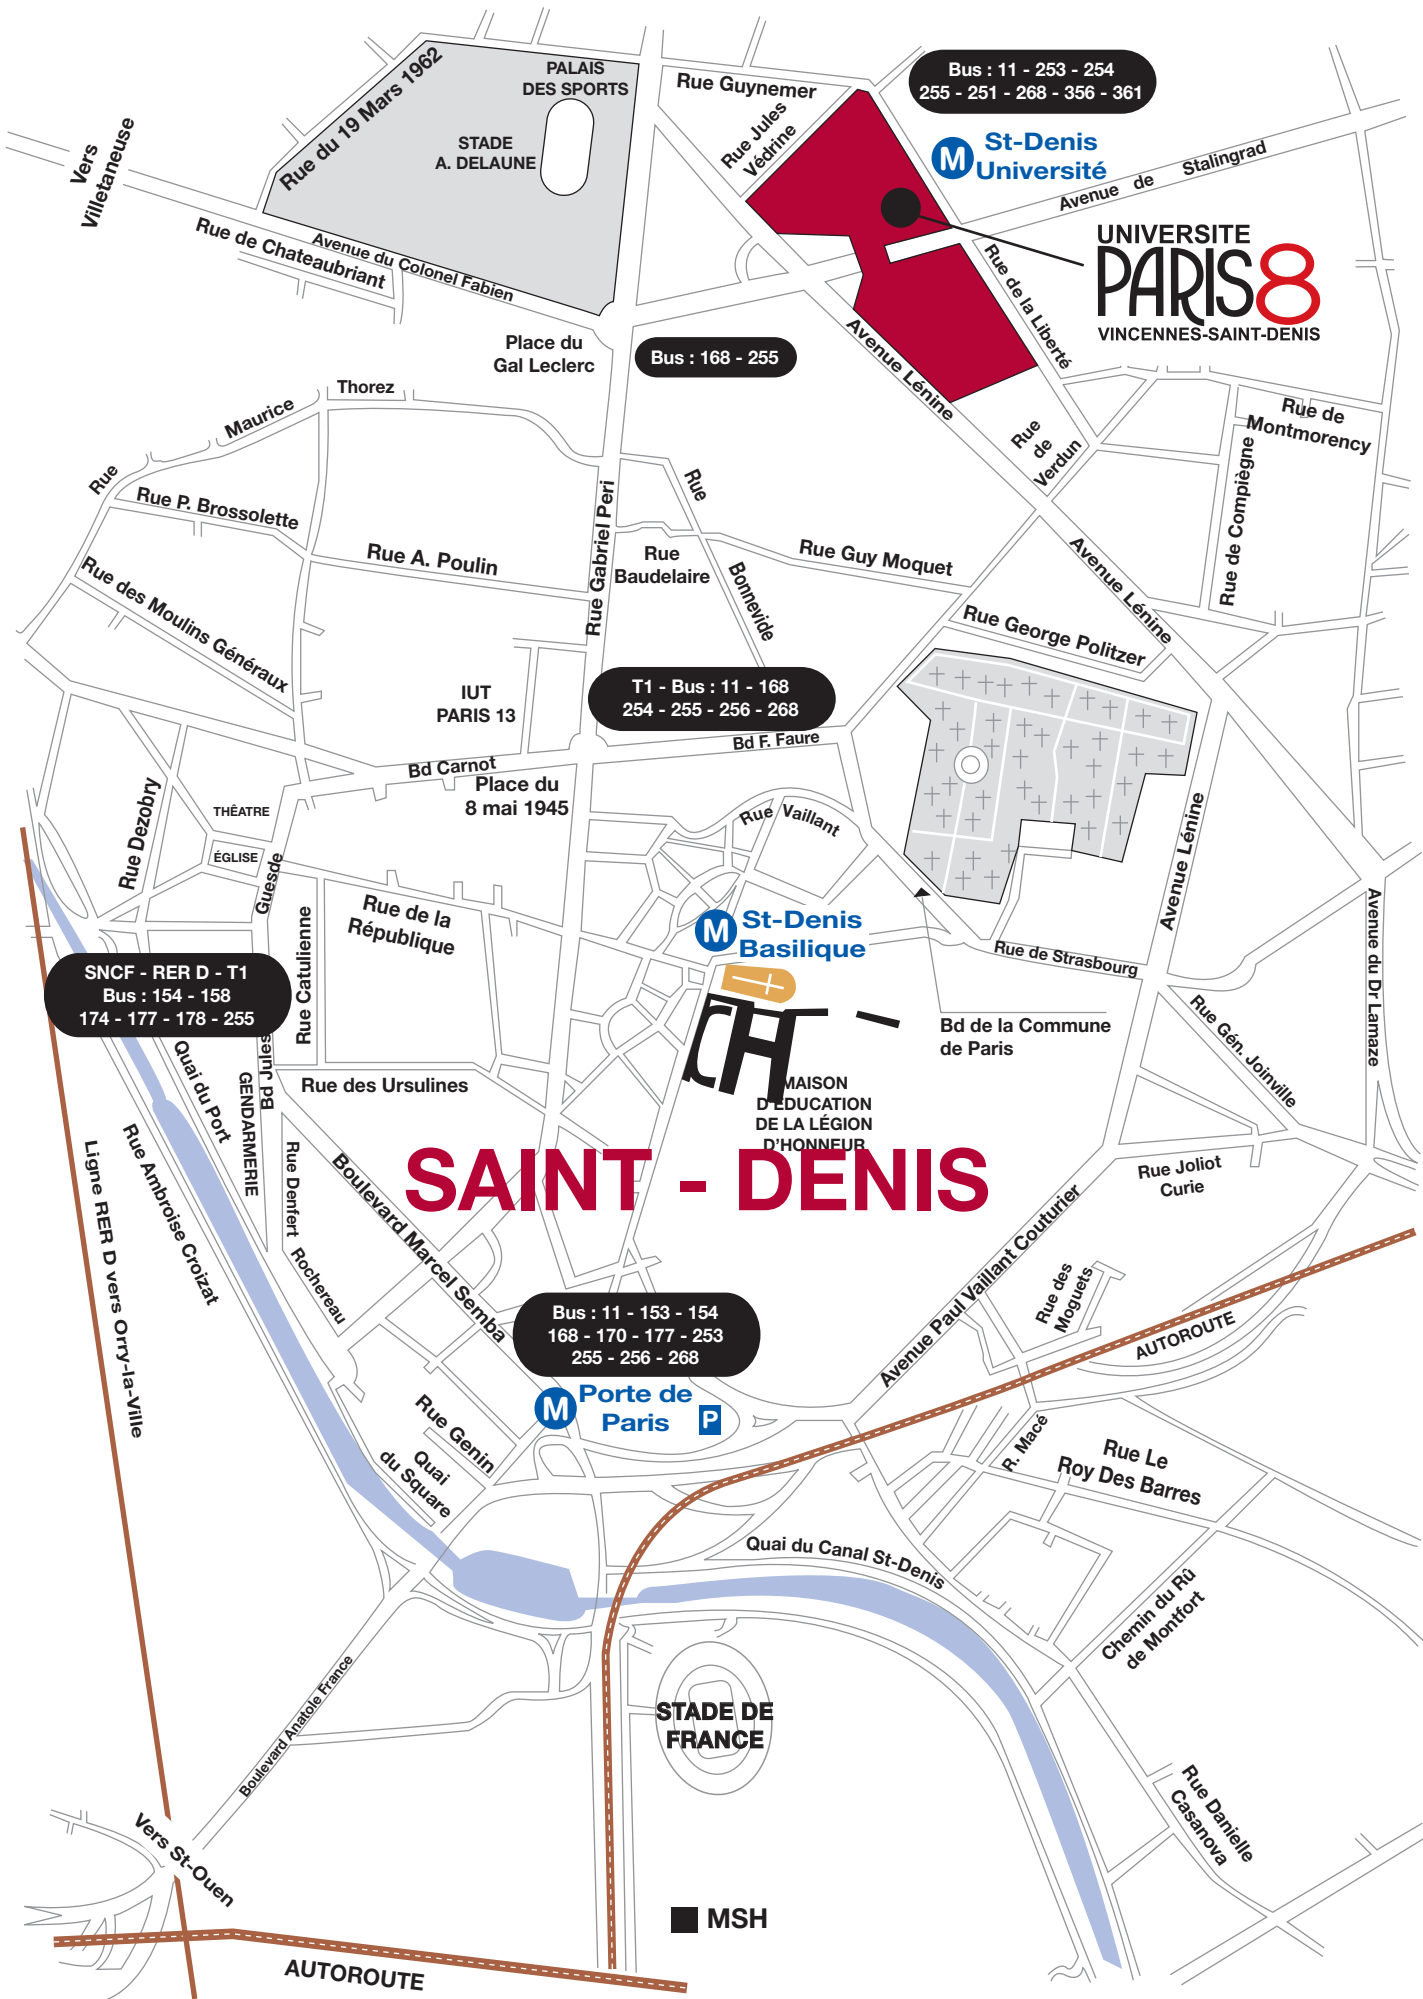 Rue du 19 Mars 1962
PALAIS
DES SPORTS
STADE
A. DELAUNE
Rue Guynemer
Rue Jules
Védrine
Bus : 11 - 253 - 254
255 - 251 - 268 - 356 - 361
M
St-Denis
Université
Avenue de Stalingrad
UNIVERSITE
PARIS8
VINCENNES-SAINT-DENIS
Vers
Villetaneuse
Rue de Chateaubriant
Avenue du Colonel Fabien
Rue de la Liberté
Place du
Gal Leclerc
Bus : 168 - 255
Avenue Lénine
Thorez
Maurice
Rue
Rue de
Montmorency
Rue
de
Verdun
Rue de Compiègne
Rue P. Brossolette
Rue A. Poulin
Rue Gabriel Peri
Rue
Bonnevide
Rue
Baudelaire
Rue Guy Moquet
Avenue Lénine
Rue des Moulins Généraux
Rue George Politzer
IUT
PARIS 13
T1 - Bus : 11 - 168
254 - 255 - 256 - 268
Bd F. Faure
Bd Carnot
Place du
8 mai 1945
Rue Dezobry
THÊATRE
ÉGLISE
Guesde
Rue Vaillant
Avenue Lénine
Rue de la
République
Rue Catulienne
M
St-Denis
Basilique
Rue de Strasbourg
Avenue du Dr Lamaze
SNCF - RER D - T1
Bus : 154 - 158
174 - 177 - 178 - 255
Bd Jules
Rue Gén. Joinville
Bd de la Commune
de Paris
Quai du Port
GENDARMERIE
Rue des Ursulines
MAISON
D'EDUCATION
DE LA LÉGION
D'HONNEUR
SAINT - DENIS
Ligne RER D vers Orry-la-Ville
Rue Ambroise Croizat
Rue Denfert Rochereau
Boulevard Marcel Semba
Rue Joliot
Curie
Avenue Paul Vaillant Couturier
Rue des
Moguets
AUTOROUTE
Bus : 11 - 153 - 154
168 - 170 - 177 - 253
255 - 256 - 268
M
Porte de
Paris
P
Rue Genin
Quai
du Square
R. Macé
Rue Le
Roy Des Barres
Quai du Canal St-Denis
Chemin du Rû
de Montfort
Boulevard Anatole France
STADE DE
FRANCE
Rue Danielle
Casanova
Vers St-Ouen
MSH
AUTOROUTE